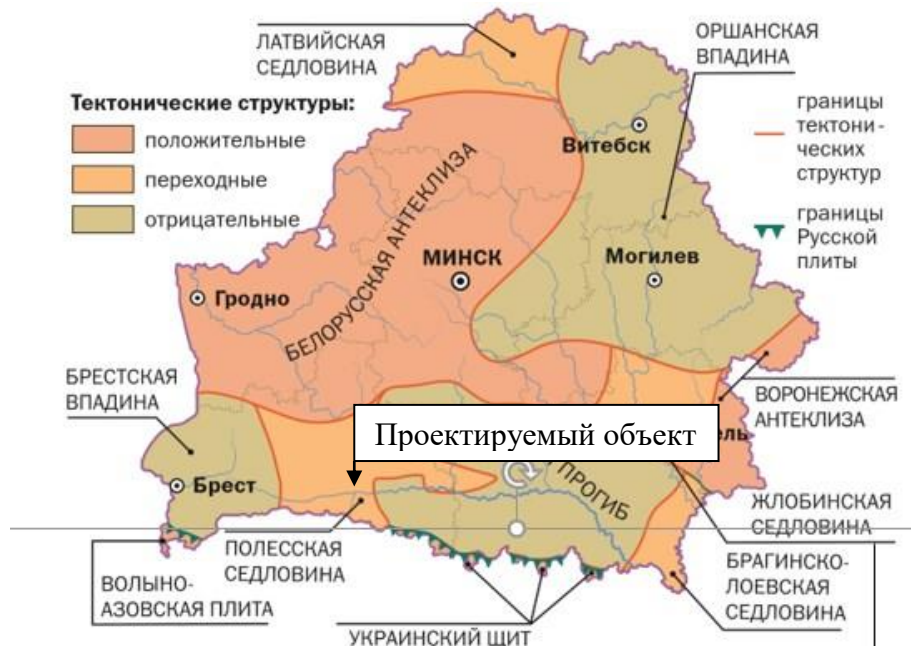 ЛАТВИЙСКАЯ
СЕДЛОВИНА
ОРШАНСКАЯ
ВПАДИНА
Тектонические структуры:
положительные
переходные
отрицательные
границы
тектони-
ческих
структур
границы
Русской
плиты
Витебск
БЕЛОРУССКАЯ АНТЕКЛИЗА
МИНСК
Могилев
Гродно
БРЕСТСКАЯ
ВПАДИНА
ВОРОНЕЖСКАЯ
АНТЕКЛИЗА
Проектируемый объект
ель
ПРОГИБ
Брест
ЖЛОБИНСКАЯ
СЕДЛОВИНА
ПОЛЕССКАЯ
СЕДЛОВИНА
БРАГИНСКО-
ЛОЕВСКАЯ
СЕДЛОВИНА
ВОЛЫНО-
АЗОВСКАЯ ПЛИТА
УКРАИНСКИЙ ЩИТ